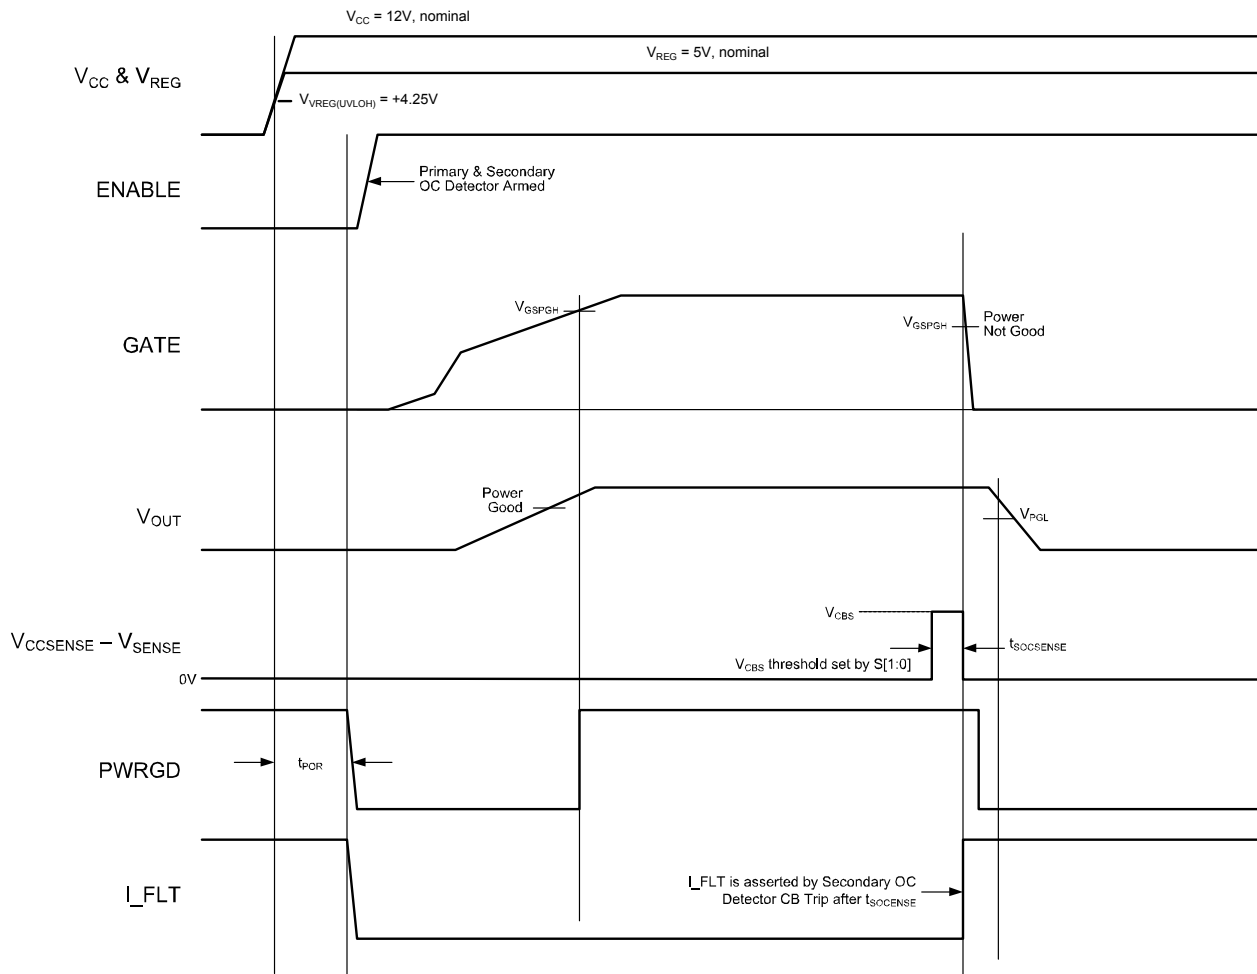 VCC = 12V, nominal
VREG = 5V, nominal
VCC & VREG
VVREG(UVLOH) = +4.25V
ENABLE
Primary & Secondary
OC Detector Armed
VGSPGH
GATE
VGSPGH
Power
Not Good
Power
Good
VOUT
VPGL
VCBS
VCCSENSE – VSENSE
tSOCSENSE
VCBS threshold set by S[1:0]
0V
PWRGD
tPOR
I_FLT
I_FLT is asserted by Secondary OC
Detector CB Trip after tSOCENSE